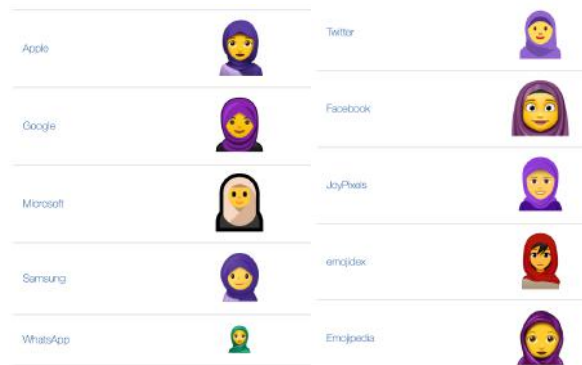 Apple
Google
Microsoft
Samsung
WhatsApp
Twitter
Facebook
JoyPixels
emojidex
Emojipedia